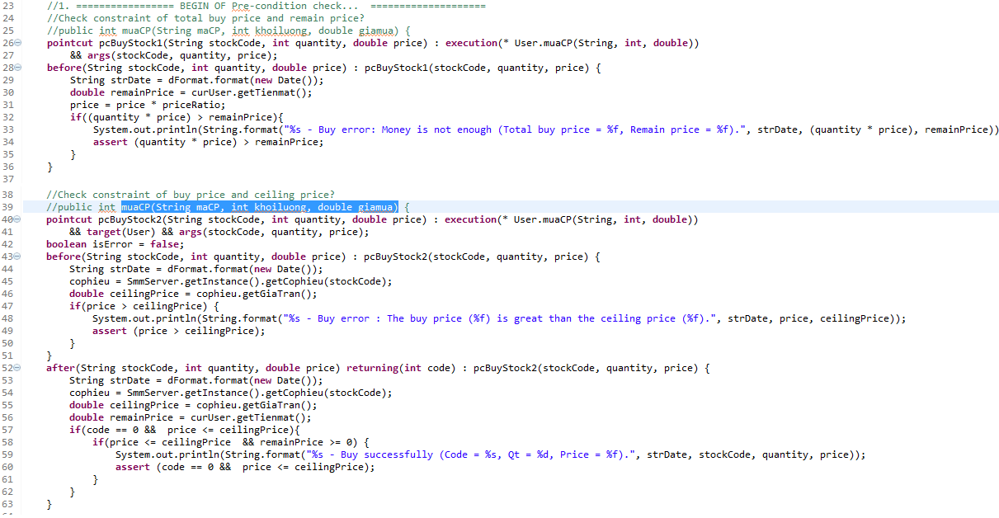 23 //1. ================= BEGIN OF Pre-condition check... ====================
24 //Check constraint of total buy price and remain price?
25 //public int muaCP(String maCP, int khoiluong, double giamua) {
26 pointcut pcBuyStock1(String stockCode, int quantity, double price) : execution(* User.muaCP(String, int, double))
27 && args(stockCode, quantity, price);
28 before(String stockCode, int quantity, double price) : pcBuyStock1(stockCode, quantity, price) {
29 String strDate = dFormat.format(new Date());
30 double remainPrice = curUser.getTienmat();
31 price = price * priceRatio;
32 if((quantity * price) > remainPrice){
33 System.out.println(String.format("%s - Buy error: Money is not enough (Total buy price = %f, Remain price = %f).", strDate, (quantity * price), remainPrice))
34 assert (quantity * price) > remainPrice;
35 }
36 }
37
38 //Check constraint of buy price and ceiling price?
39 //public int muaCP(String maCP, int khoiluong, double giamua) {
40 pointcut pcBuyStock2(String stockCode, int quantity, double price) : execution(* User.muaCP(String, int, double))
41 && target(User) && args(stockCode, quantity, price);
42 boolean isError = false;
43 before(String stockCode, int quantity, double price) : pcBuyStock2(stockCode, quantity, price) {
44 String strDate = dFormat.format(new Date());
45 cophieu = SmmServer.getInstance().getCophieu(stockCode);
46 double ceilingPrice = cophieu.getGiaTran();
47 if(price > ceilingPrice) {
48 System.out.println(String.format("%s - Buy error : The buy price (%f) is great than the ceiling price (%f).", strDate, price, ceilingPrice));
49 assert (price > ceilingPrice);
50 }
51 }
52 after(String stockCode, int quantity, double price) returning(int code) : pcBuyStock2(stockCode, quantity, price) {
53 String strDate = dFormat.format(new Date());
54 cophieu = SmmServer.getInstance().getCophieu(stockCode);
55 double ceilingPrice = cophieu.getGiaTran();
56 double remainPrice = curUser.getTienmat();
57 if(code == 0 && price <= ceilingPrice){
58 if(price <= ceilingPrice && remainPrice >= 0) {
59 System.out.println(String.format("%s - Buy successfully (Code = %s, Qt = %d, Price = %f).", strDate, stockCode, quantity, price));
60 assert (code == 0 && price <= ceilingPrice);
61 }
62 }
63 }